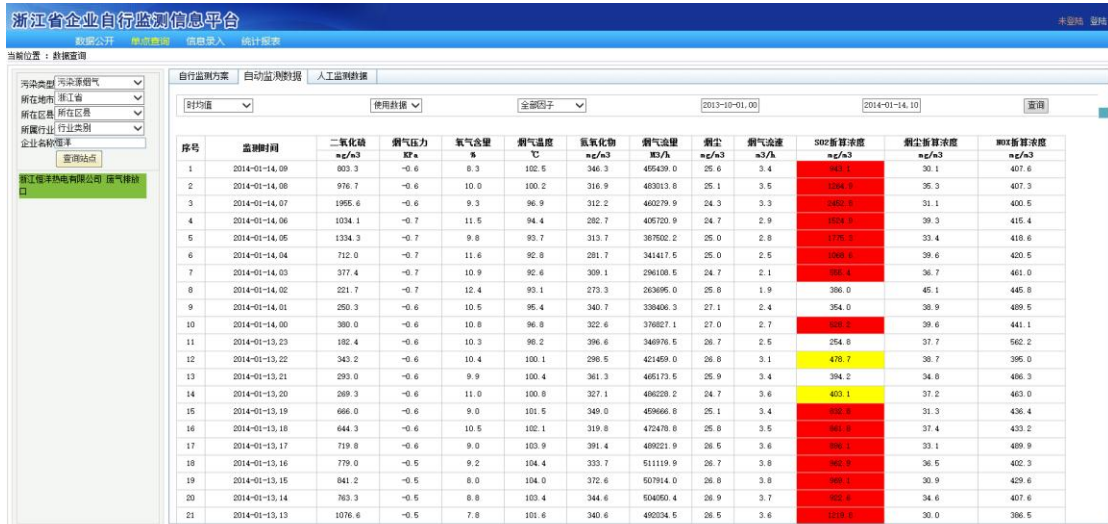 浙江省企业自行监测信息平台
未登陆 登陆
数据公开 单点查询 信息录入 统计报表
当前位置 : 数据查询
污染类型 污染源烟气
所在地市 浙江省
所在区县 所在区县
所属行业 行业类别
企业名称 恒洋
查询站点
浙江恒洋热电有限公司_废气排放
口
自行监测方案 自动监测数据 人工监测数据
时均值 使用数据 全部因子 2013-10-01,00 2014-01-14,10 查询
序号 监测时间 二氧化硫 烟气压力 氧气含量 烟气温度 氮氧化物 烟气流量 烟尘 烟气流速 SO2折算浓度 烟尘折算浓度 NOX折算浓度
mg/m3 KPa % ℃ mg/m3 M3/h mg/m3 m3/h mg/m3 mg/m3 mg/m3
1 2014-01-14,09 803.3 -0.6 8.3 102.5 346.3 455439.0 25.6 3.4 943.1 30.1 407.6
2 2014-01-14,08 976.7 -0.6 10.0 100.2 316.9 483013.8 25.1 3.5 35.3 407.3
3 2014-01-14,07 1955.6 -0.6 9.3 96.9 312.2 460279.9 24.3 3.3 31.1 400.5
4 2014-01-14,06 1034.1 -0.7 11.5 94.4 282.7 405720.9 24.7 2.9 39.3 415.4
5 2014-01-14,05 1334.3 -0.7 9.8 93.7 313.7 387502.2 25.0 2.8 33.4 418.6
6 2014-01-14,04 712.0 -0.7 11.6 92.8 281.7 341417.5 25.0 2.5 39.6 420.5
7 2014-01-14,03 377.4 -0.7 10.9 92.6 309.1 296108.5 24.7 2.1 36.7 461.0
8 2014-01-14,02 221.7 -0.7 12.4 93.1 273.3 263695.0 25.8 1.9 386.0 45.1 445.8
9 2014-01-14,01 250.3 -0.6 10.5 95.4 340.7 338406.3 27.1 2.4 354.0 38.9 489.5
10 2014-01-14,00 380.0 -0.6 10.8 96.8 322.6 376827.1 27.0 2.7 39.6 441.1
11 2014-01-13,23 182.4 -0.6 10.3 98.2 396.6 346976.5 26.7 2.5 254.8 37.7 562.2
12 2014-01-13,22 343.2 -0.6 10.4 100.1 298.5 421459.0 26.8 3.1 478.7 38.7 395.0
13 2014-01-13,21 293.0 -0.6 9.9 100.4 361.3 465173.5 25.9 3.4 394.2 34.8 486.3
14 2014-01-13,20 269.3 -0.6 11.0 100.8 327.1 486228.2 24.7 3.6 403.1 37.2 463.0
15 2014-01-13,19 666.0 -0.6 9.0 101.5 349.0 459666.8 25.1 3.4 31.3 436.4
16 2014-01-13,18 644.3 -0.6 10.5 102.1 319.8 472478.8 25.8 3.5 37.4 433.2
17 2014-01-13,17 719.8 -0.6 9.0 103.9 391.4 489221.9 26.5 3.6 33.1 489.9
18 2014-01-13,16 779.0 -0.5 9.2 104.4 333.7 511119.9 26.7 3.8 36.5 402.3
19 2014-01-13,15 841.2 -0.5 8.0 104.0 372.6 507914.0 26.8 3.8 30.9 429.6
20 2014-01-13,14 763.3 -0.5 8.8 103.4 344.6 504050.4 26.9 3.7 34.6 407.6
21 2014-01-13,13 1076.6 -0.5 7.8 101.6 340.6 492034.5 26.5 3.6 30.0 386.5